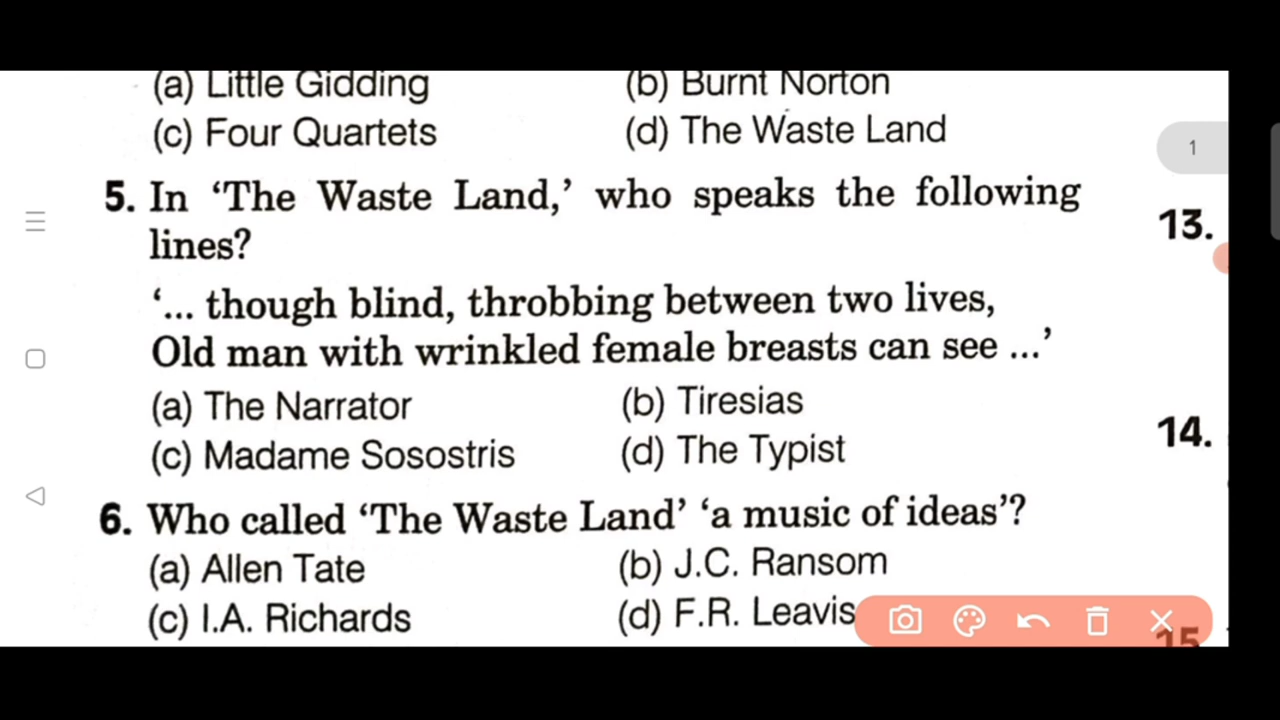 (a) Little Gidding (b) Burnt Norton
(c) Four Quartets (d) The Waste Land
1
5. In ‘The Waste Land,’ who speaks the following
lines?
13.
‘... though blind, throbbing between two lives,
Old man with wrinkled female breasts can see ...’
(a) The Narrator (b) Tiresias
(c) Madame Sosostris (d) The Typist
14.
6. Who called ‘The Waste Land’ ‘a music of ideas’?
(a) Allen Tate (b) J.C. Ransom
(c) I.A. Richards (d) F.R. Leavis
15